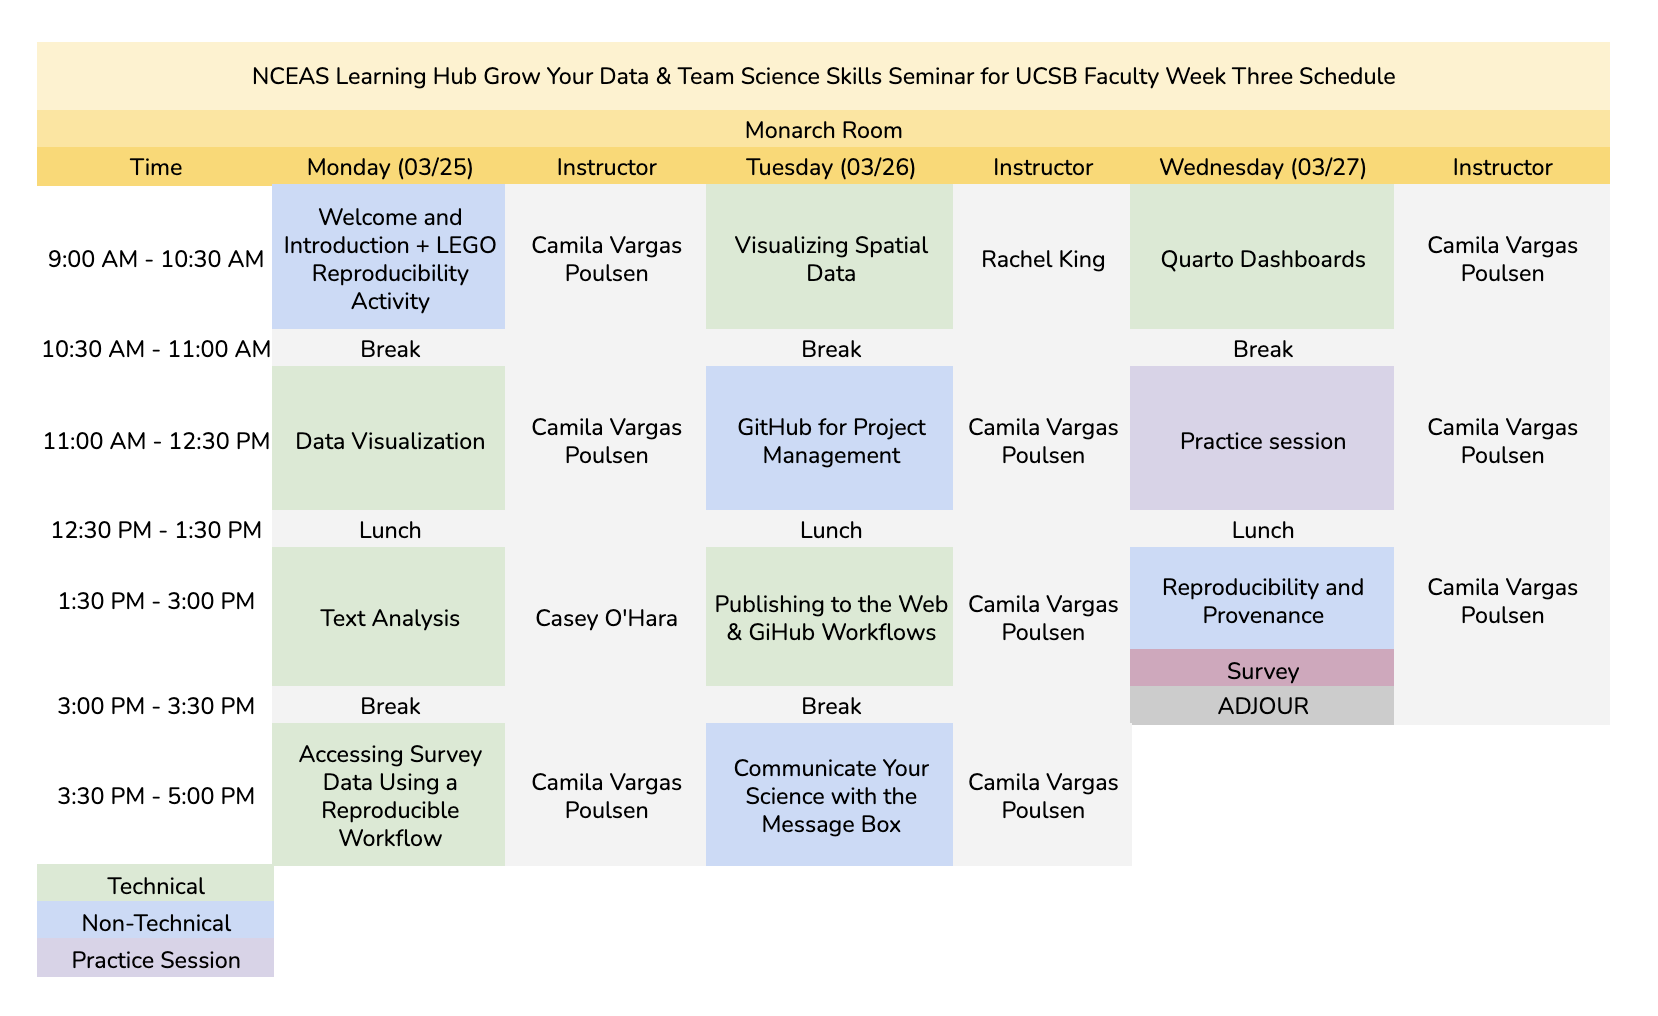 NCEAS Learning Hub Grow Your Data & Team Science Skills Seminar for UCSB Faculty Week Three Schedule
Monarch Room
Time Monday (03/25) Instructor Tuesday (03/26) Instructor Wednesday (03/27) Instructor
9:00 AM - 10:30 AM
Welcome and
Introduction + LEGO
Reproducibility
Activity
Camila Vargas
Poulsen
Visualizing Spatial
Data
Rachel King
Quarto Dashboards
Camila Vargas
Poulsen
10:30 AM - 11:00 AM Break Break Break
11:00 AM - 12:30 PM
Data Visualization
Camila Vargas
Poulsen
GitHub for Project
Management
Camila Vargas
Poulsen
Practice session
Camila Vargas
Poulsen
12:30 PM - 1:30 PM Lunch Lunch Lunch
1:30 PM - 3:00 PM
Text Analysis
Casey O'Hara
Publishing to the Web
& GiHub Workflows
Camila Vargas
Poulsen
Reproducibility and
Provenance
Camila Vargas
Poulsen
Survey
3:00 PM - 3:30 PM Break Break ADJOUR
3:30 PM - 5:00 PM
Accessing Survey
Data Using a
Reproducible
Workflow
Camila Vargas
Poulsen
Communicate Your
Science with the
Message Box
Camila Vargas
Poulsen
Technical
Non-Technical
Practice Session